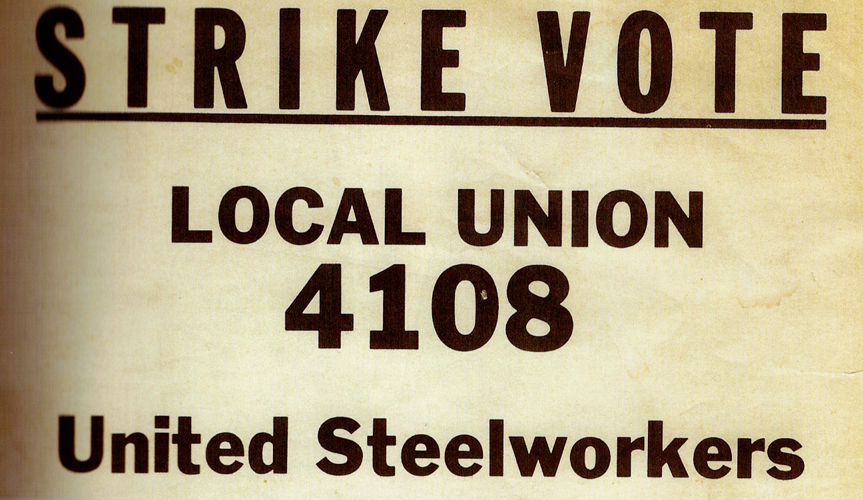 STRIKE VOTE
LOCAL UNION
4108
United Steelworkers